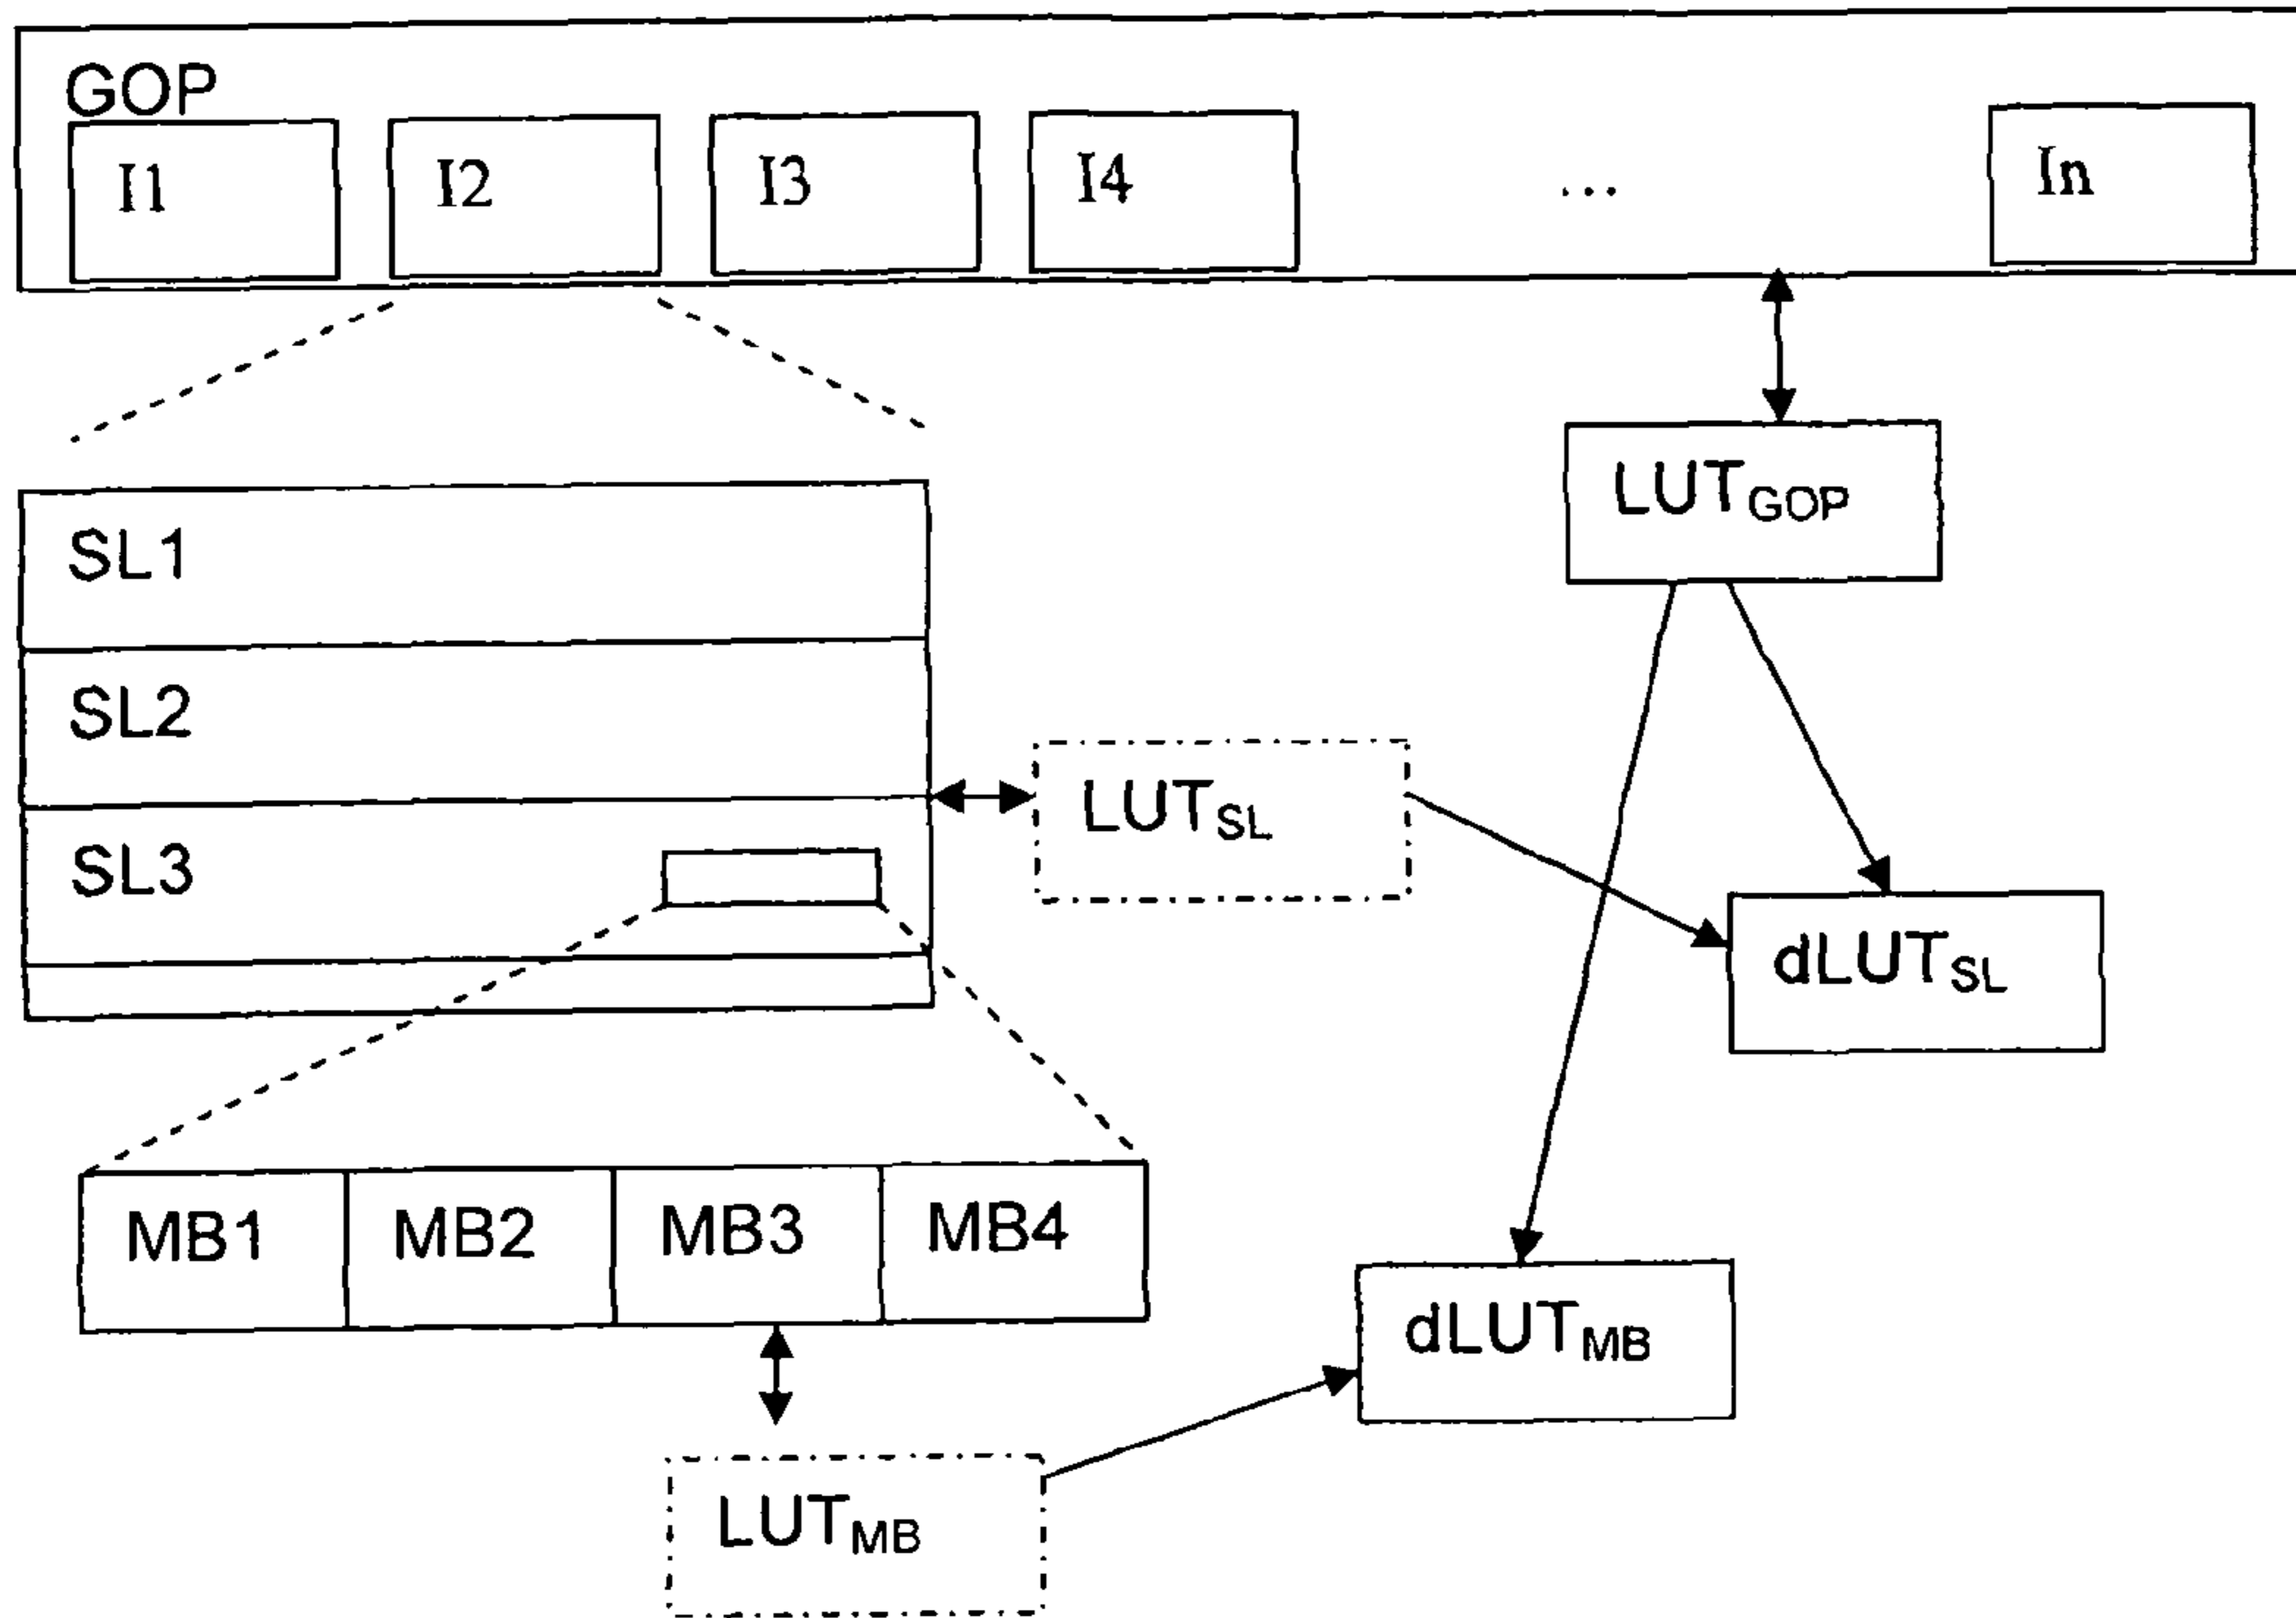 GOP
I1 I2 I3 I4 ... In
LUTGOP
SL1
SL2
LUTSL
SL3
dLUTSL
MB1 MB2 MB3 MB4
dLUTMB
LUTMB